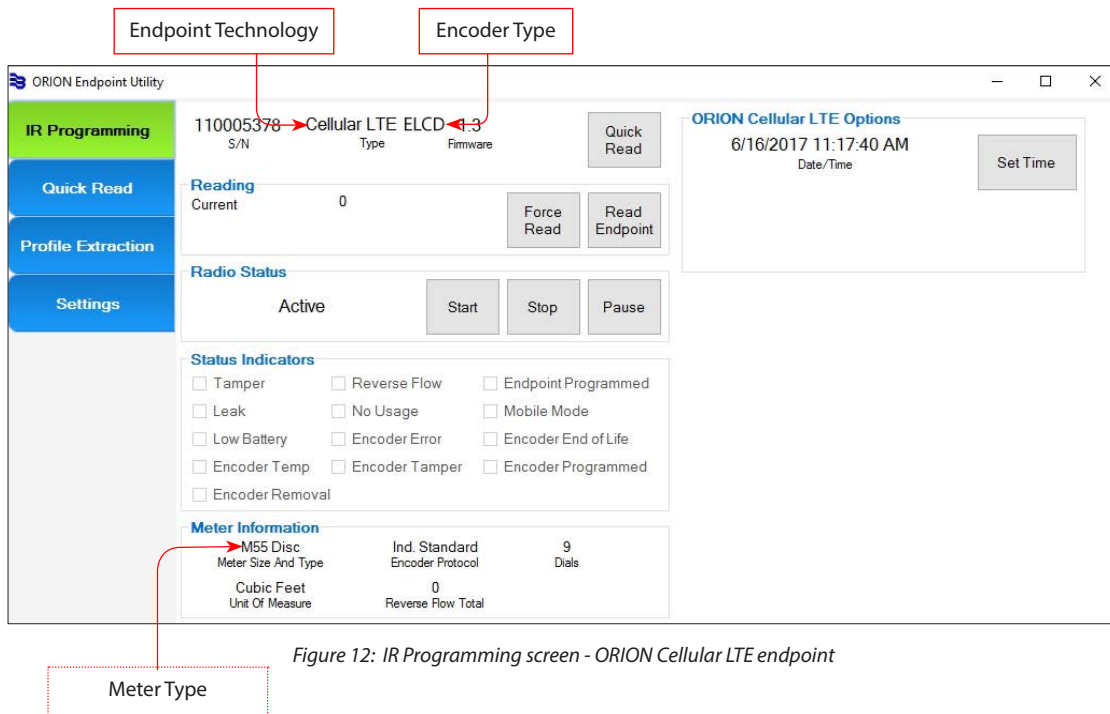 Endpoint Technology Encoder Type
ORION Endpoint Utility
IR Programming
Quick Read
Profile Extraction
Settings
110005378 Cellular LTE ELCD 1.3
S/N Type Firmware
Quick
Read
Reading
Current 0
Force
Read
Read
Endpoint
Radio Status
Active Start Stop Pause
Status Indicators
Tamper Reverse Flow Endpoint Programmed
Leak No Usage Mobile Mode
Low Battery Encoder Error Encoder End of Life
Encoder Temp Encoder Tamper Encoder Programmed
Encoder Removal
Meter Information
M55 Disc Ind. Standard 9
Meter Size And Type Encoder Protocol Dials
Cubic Feet 0
Unit Of Measure Reverse Flow Total
ORION Cellular LTE Options
6/16/2017 11:17:40 AM
Date/Time
Set Time
Figure 12: IR Programming screen - ORION Cellular LTE endpoint
Meter Type